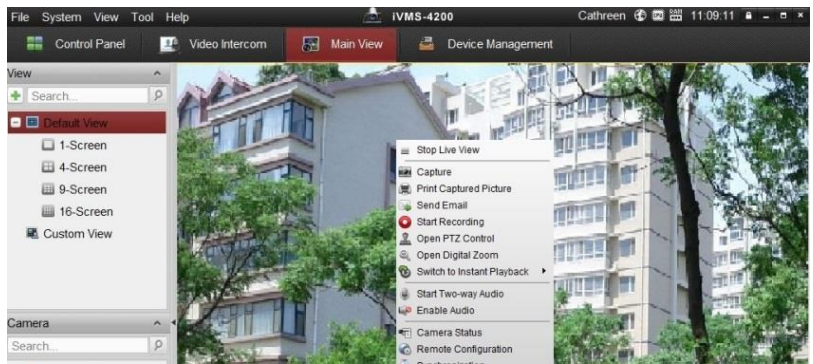 File System View Tool Help iVMS-4200 Cathreen 11:09:11
Control Panel Video Intercom Main View Device Management
View
Search...
Default View
1-Screen
4-Screen
9-Screen
16-Screen
Custom View
Camera
Search...
Stop Live View
Capture
Print Captured Picture
Send Email
Start Recording
Open PTZ Control
Open Digital Zoom
Switch to Instant Playback
Start Two-way Audio
Enable Audio
Camera Status
Remote Configuration
Synchronization